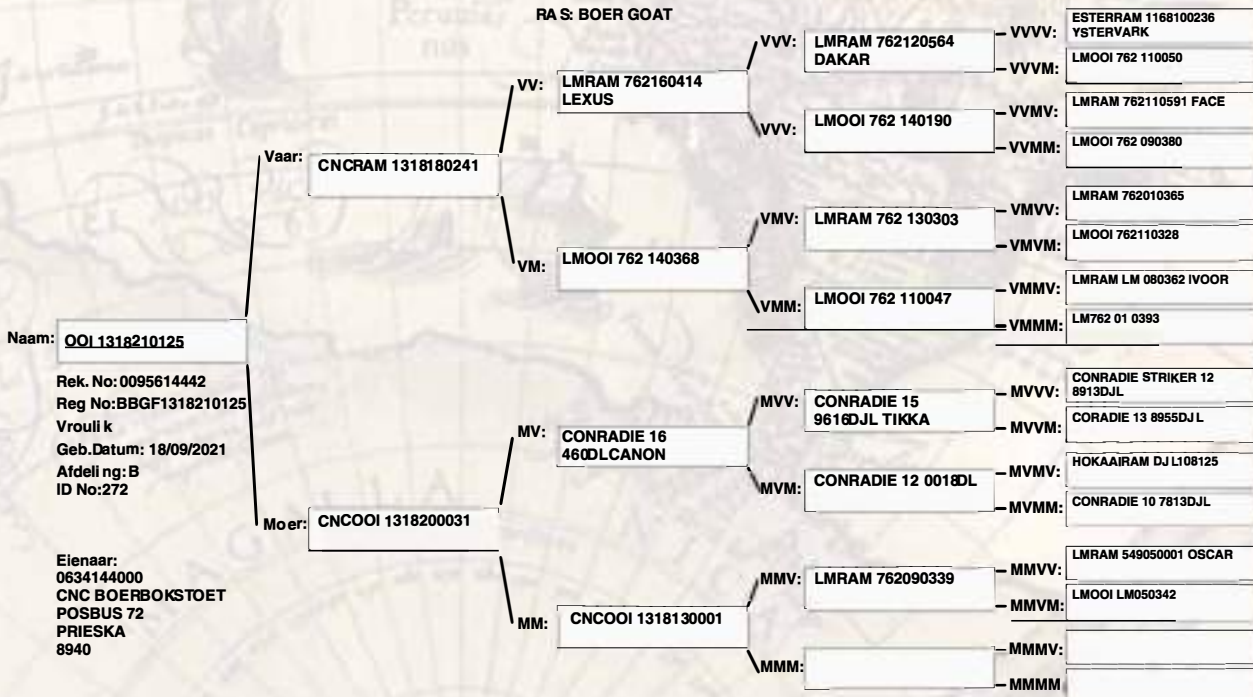 RAS: BOER GOAT
Naam: OOI 1318210125
Rek. No:0095614442
Reg No:BBGF1318210125
Vroulik
Geb.Datum: 18/09/2021
Afdeling:B
ID No:272
Eienaar:
0634144000
CNC BOERBOKSTOET
POSBUS 72
PRIESKA
8940
Vaar: CNCRAM 1318180241
Moer: CNCOOI 1318200031
VV: LMRAM 762160414
LEXUS
VM: LMOOI 762 140368
MV: CONRADIE 16
460DLCANON
MM: CNCOOI 1318130001
VVV: LMRAM 762120564
DAKAR
VVV: LMOOI 762 140190
VMV: LMRAM 762 130303
VMM: LMOOI 762 110047
MVV: CONRADIE 15
9616DJL TIKKA
MVM: CONRADIE 12 0018DL
MMV: LMRAM 762090339
MMM:
VVVV: ESTERRAM 1168100236
YSTERVARK
VVVM: LMOOI 762 110050
VVMV: LMRAM 762110591 FACE
VVMM: LMOOI 762 090380
VMVV: LMRAM 762010365
VMVM: LMOOI 762110328
VMMV: LMRAM LM 080362 IVOOR
VMMM: LM762 01 0393
MVVV: CONRADIE STRIKER 12
8913DJL
MVVM: CORADIE 13 8955DJL
MVMV: HOKAAIRAM DJL108125
MVMM: CONRADIE 10 7813DJL
MMVV: LMRAM 549050001 OSCAR
MMVM: LMOOI LM050342
MMMV:
MMMM